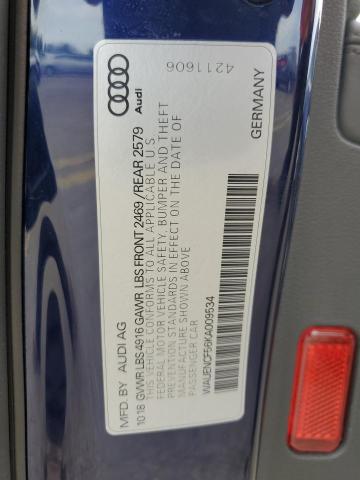 Audi
4211606
MFD. BY AUDI AG GERMANY
10.18 GVWR LBS 4916 GAWR LBS FRONT 2469 / REAR 2579
THIS VEHICLE CONFORMS TO ALL APPLICABLE U.S.
FEDERAL MOTOR VEHICLE SAFETY, BUMPER AND THEFT
PREVENTION STANDARDS IN EFFECT ON THE DATE OF
MANUFACTURE SHOWN ABOVE
PASSENGER CAR
WAUENCF56KA009534